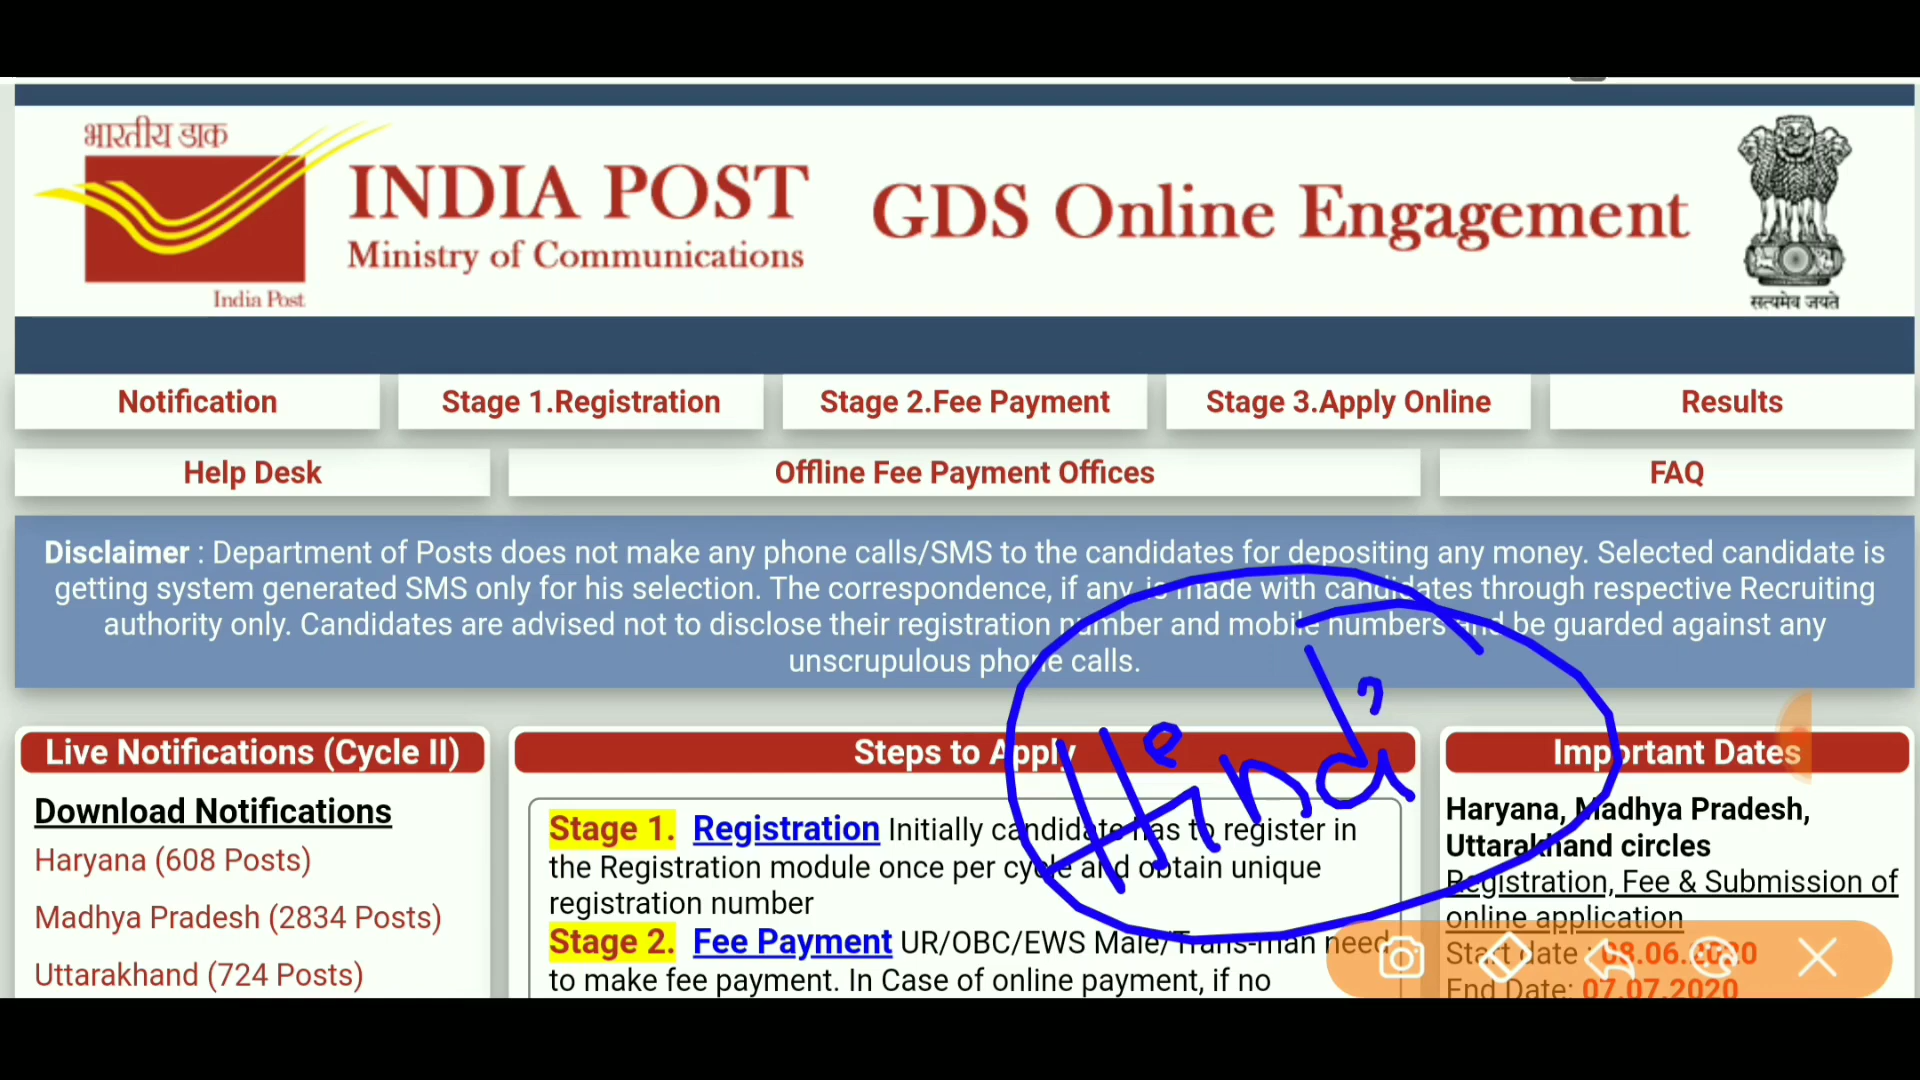 भारतीय डाक
INDIA POST
Ministry of Communications
India Post
GDS Online Engagement
सत्यमेव जयते
Notification
Stage 1.Registration
Stage 2.Fee Payment
Stage 3.Apply Online
Results
Help Desk
Offline Fee Payment Offices
FAQ
Disclaimer : Department of Posts does not make any phone calls/SMS to the candidates for depositing any money. Selected candidate is
getting system generated SMS only for his selection. The correspondence, if any, is made with candidates through respective Recruiting
authority only. Candidates are advised not to disclose their registration number and mobile numbers and be guarded against any
unscrupulous phone calls.
Hindi
Live Notifications (Cycle II)
Download Notifications
Haryana (608 Posts)
Madhya Pradesh (2834 Posts)
Uttarakhand (724 Posts)
Steps to Apply
Stage 1. Registration Initially candidate has to register in
the Registration module once per cycle and obtain unique
registration number
Stage 2. Fee Payment UR/OBC/EWS Male/Trans-man need
to make fee payment. In Case of online payment, if no
Important Dates
Haryana, Madhya Pradesh,
Uttarakhand circles
Registration, Fee & Submission of
online application
Start date : 08.06.2020
End Date: 07.07.2020